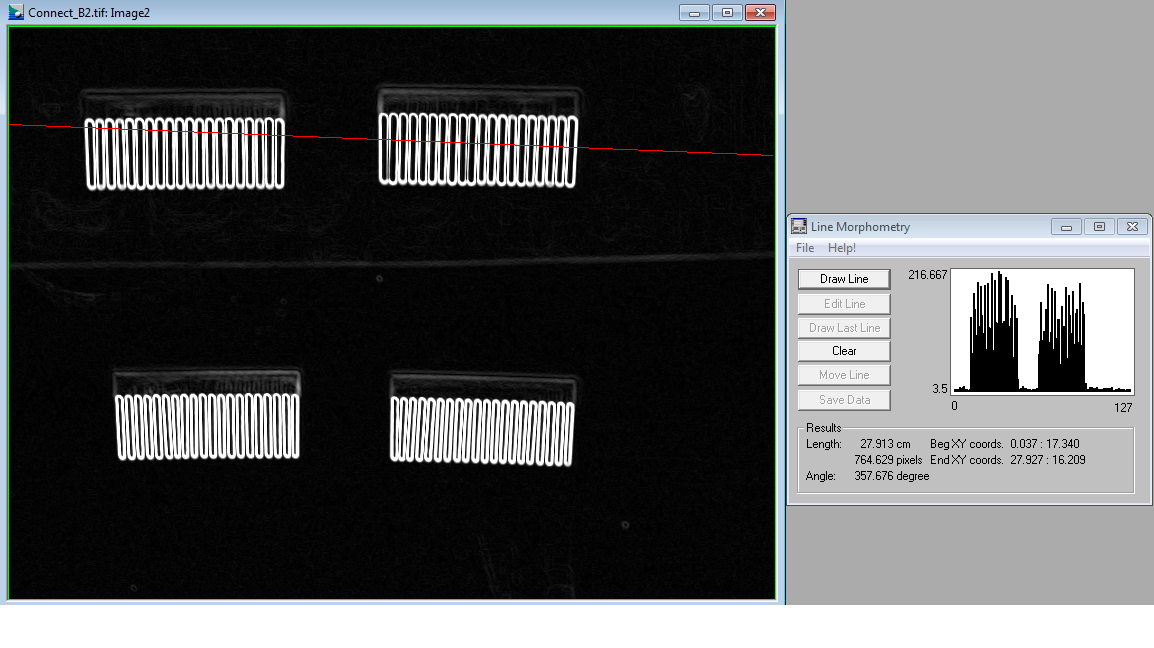 Connect_B2.tif: Image2
Line Morphometry
File Help!
Draw Line
Edit Line
Draw Last Line
Clear
Move Line
Save Data
216.667
3.5
0 127
Results
Length: 27.913 cm Beg XY coords. 0.037 : 17.340
764.629 pixels End XY coords. 27.927 : 16.209
Angle: 357.676 degree